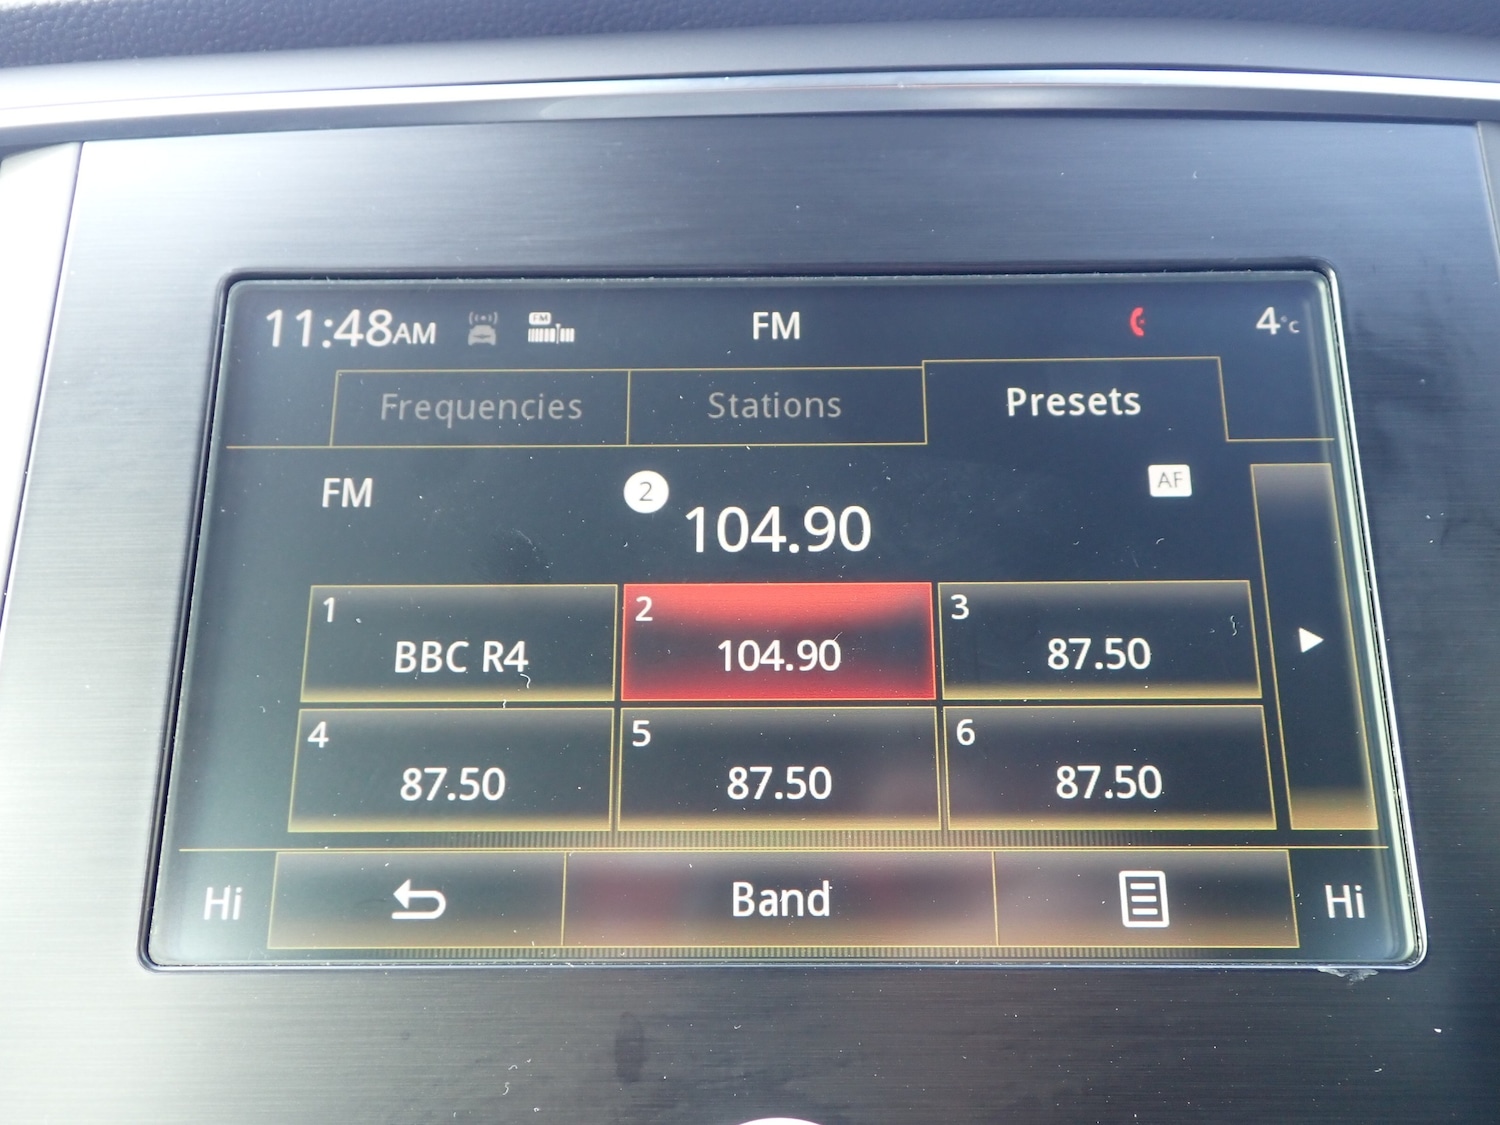 11:48AM FM FM 4°C
Frequencies Stations Presets
FM 2 104.90 AF
1 BBC R4
2 104.90
3 87.50
4 87.50
5 87.50
6 87.50
Hi Band Hi